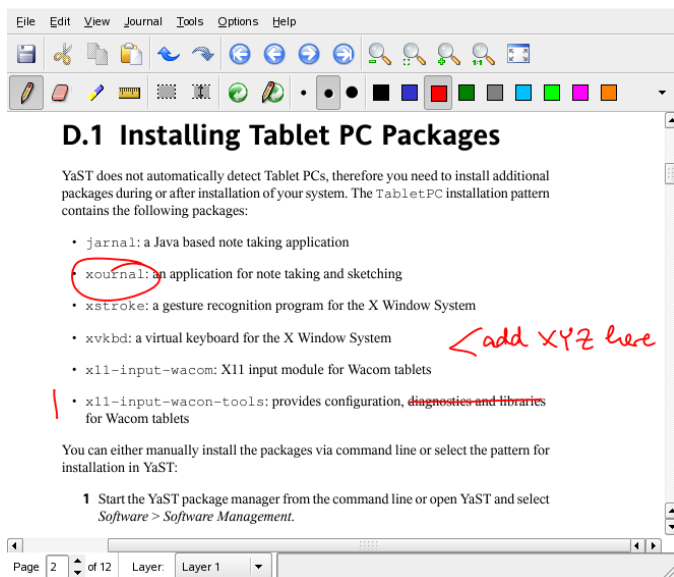 File Edit View Journal Tools Options Help
D.1 Installing Tablet PC Packages
YaST does not automatically detect Tablet PCs, therefore you need to install additional
packages during or after installation of your system. The TabletPC installation pattern
contains the following packages:
• jarnal: a Java based note taking application
• xournal: an application for note taking and sketching
• xstroke: a gesture recognition program for the X Window System
• xvkbd: a virtual keyboard for the X Window System
add XYZ here
• x11-input-wacom: X11 input module for Wacom tablets
• x11-input-wacon-tools: provides configuration, diagnostics and libraries
for Wacom tablets
You can either manually install the packages via command line or select the pattern for
installation in YaST:
1 Start the YaST package manager from the command line or open YaST and select
Software > Software Management.
Page 2 of 12 Layer: Layer 1